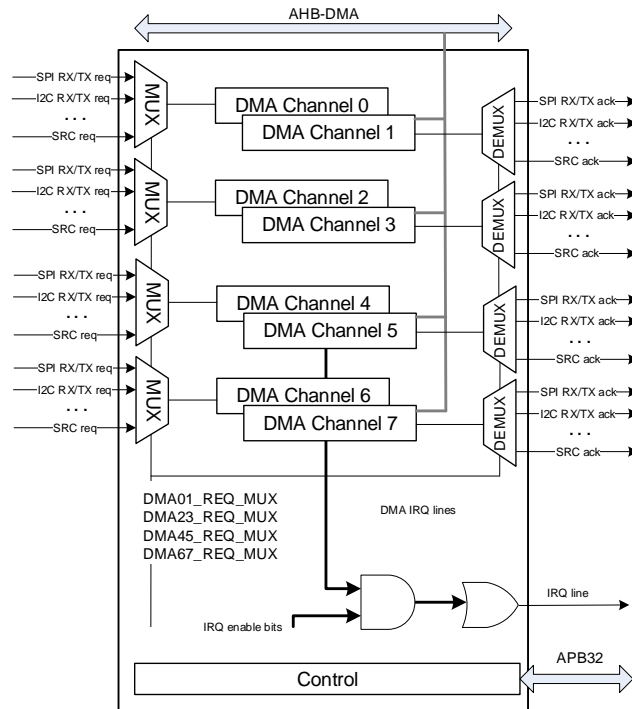 AHB-DMA
SPI RX/TX req
I2C RX/TX req
...
SRC req
MUX
DMA Channel 0
DMA Channel 1
DEMUX
SPI RX/TX ack
I2C RX/TX ack
...
SRC ack
SPI RX/TX req
I2C RX/TX req
...
SRC req
MUX
DMA Channel 2
DMA Channel 3
DEMUX
SPI RX/TX ack
I2C RX/TX ack
...
SRC ack
SPI RX/TX req
I2C RX/TX req
...
SRC req
MUX
DMA Channel 4
DMA Channel 5
DEMUX
SPI RX/TX ack
I2C RX/TX ack
...
SRC ack
SPI RX/TX req
I2C RX/TX req
...
SRC req
MUX
DMA Channel 6
DMA Channel 7
DEMUX
SPI RX/TX ack
I2C RX/TX ack
...
SRC ack
DMA01_REQ_MUX
DMA23_REQ_MUX
DMA45_REQ_MUX
DMA67_REQ_MUX
DMA IRQ lines
IRQ enable bits
IRQ line
Control
APB32